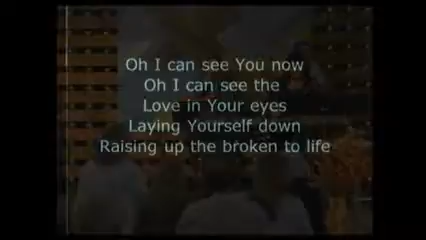 Oh I can see You now
Oh I can see the
Love in Your eyes
Laying Yourself down
Raising up the broken to life